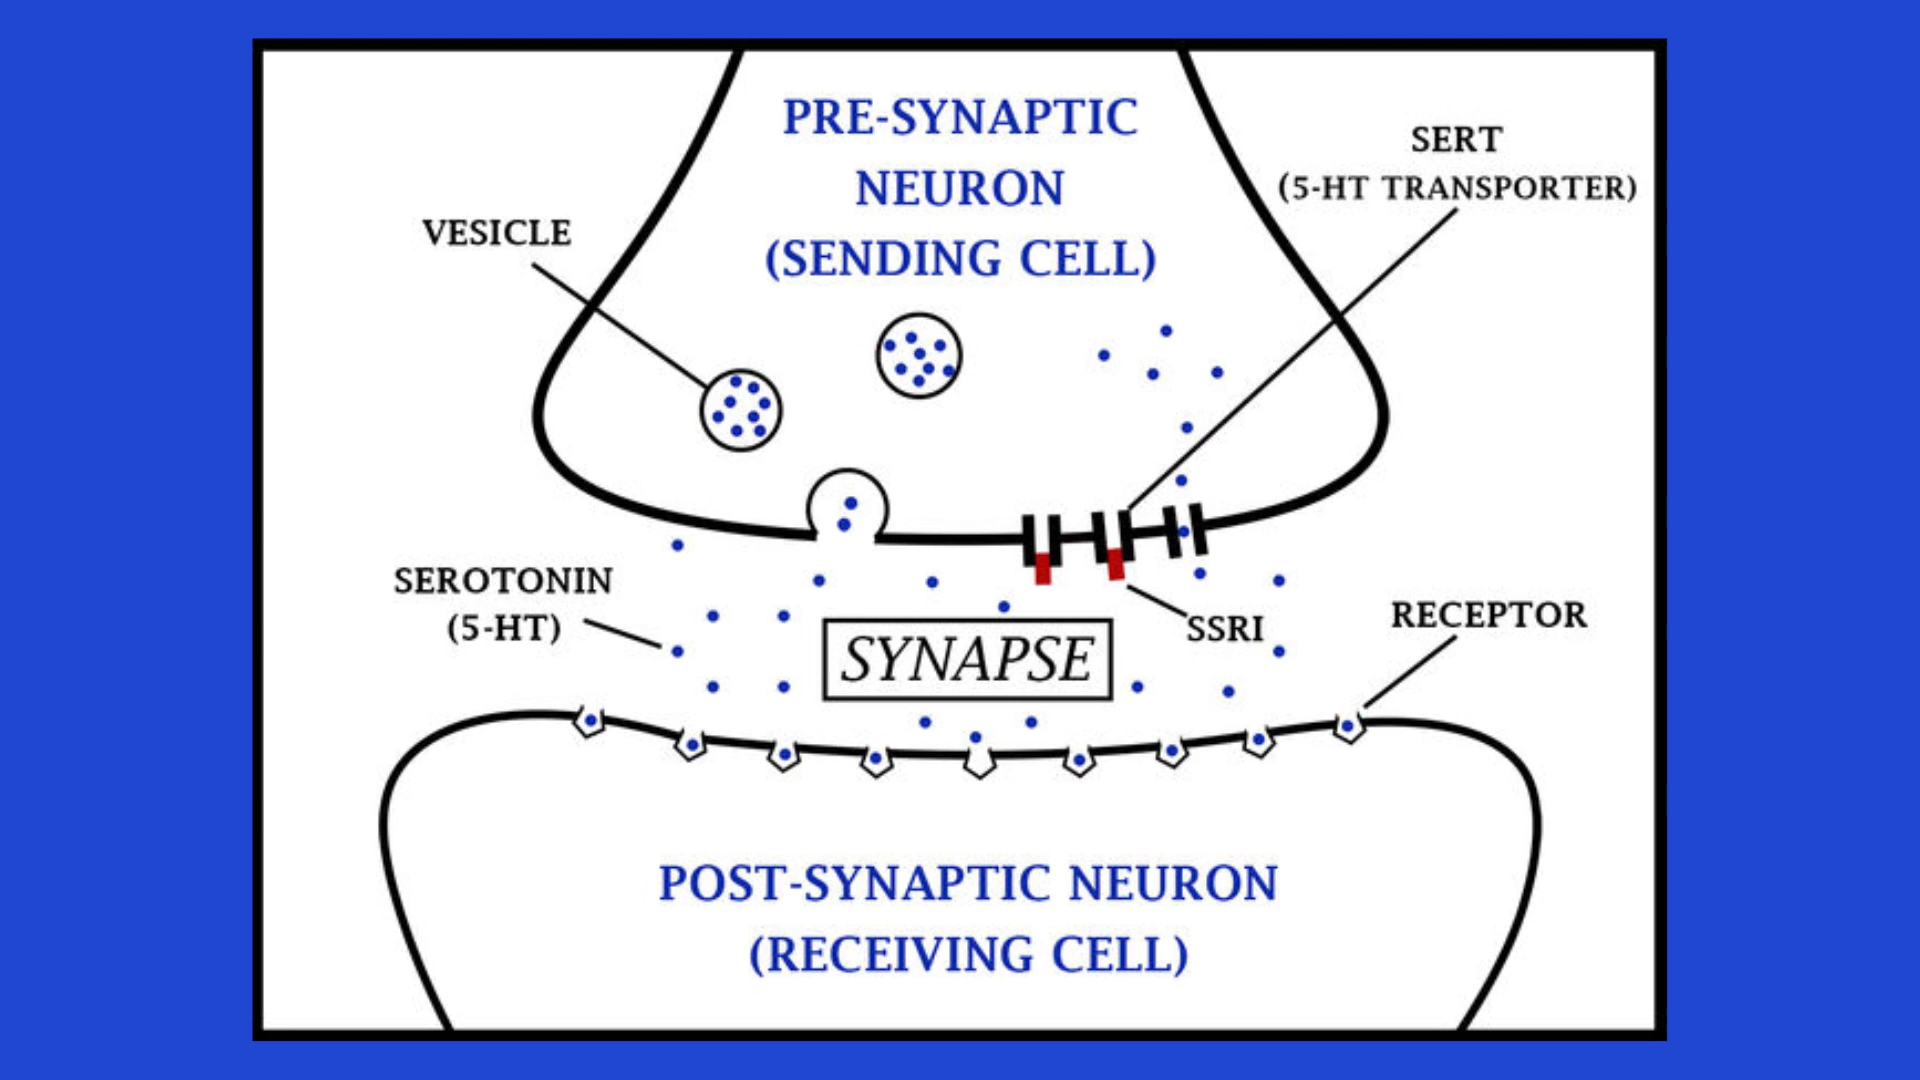 PRE-SYNAPTIC
NEURON
(SENDING CELL)
SERT
(5-HT TRANSPORTER)
VESICLE
SEROTONIN
(5-HT)
SYNAPSE
SSRI
RECEPTOR
POST-SYNAPTIC NEURON
(RECEIVING CELL)